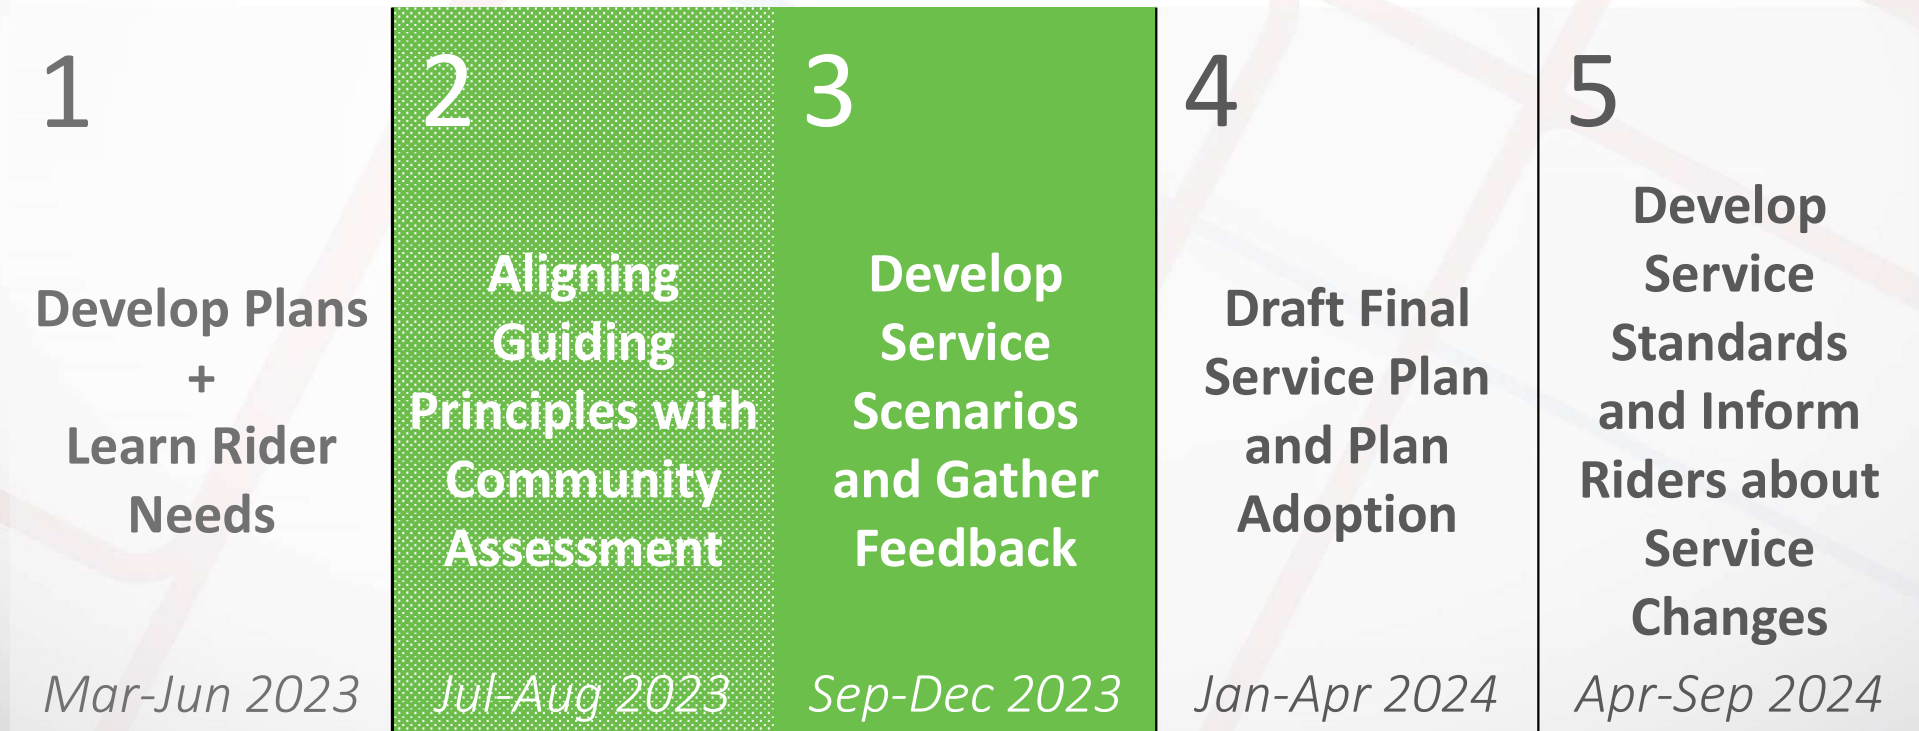 1
Develop Plans
+
Learn Rider
Needs
Mar-Jun 2023
2
Aligning
Guiding
Principles with
Community
Assessment
Jul-Aug 2023
3
Develop
Service
Scenarios
and Gather
Feedback
Sep-Dec 2023
4
Draft Final
Service Plan
and Plan
Adoption
Jan-Apr 2024
5
Develop
Service
Standards
and Inform
Riders about
Service
Changes
Apr-Sep 2024